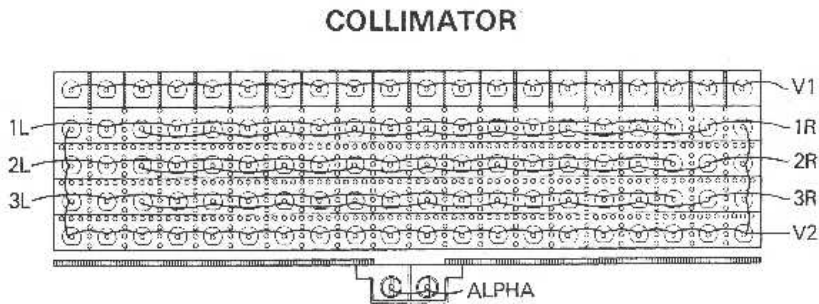 COLLIMATOR
V1
1L 1R
2L 2R
3L 3R
V2
ALPHA